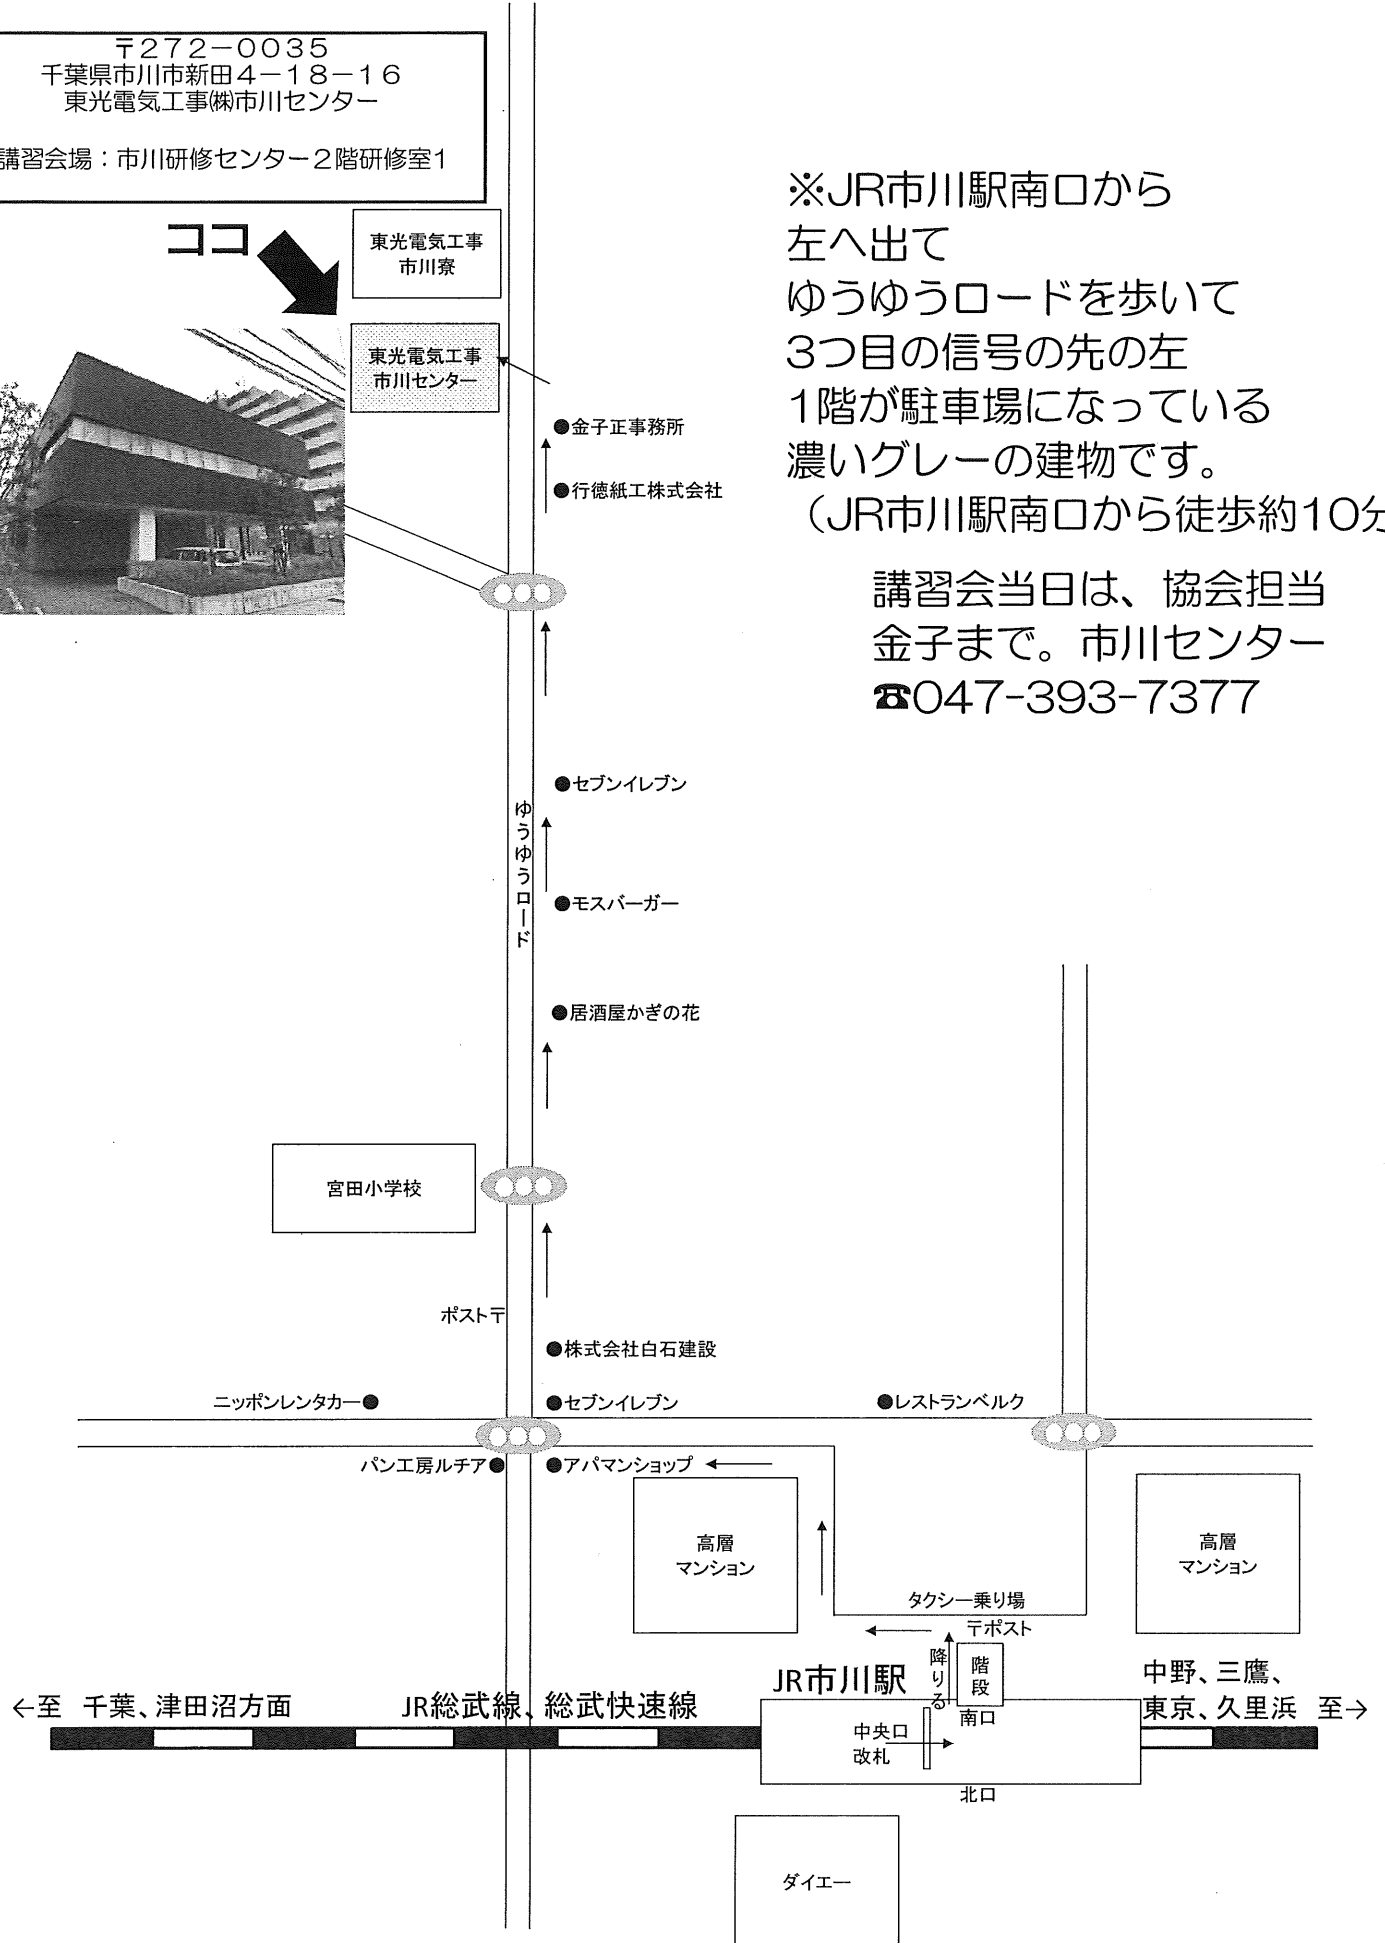 〒272-0035
千葉県市川市新田4-18-16
東光電気工事㈱市川センター
講習会場：市川研修センター2階研修室1
ココ
東光電気工事
市川寮
東光電気工事
市川センター
※JR市川駅南口から
左へ出て
ゆうゆうロードを歩いて
3つ目の信号の先の左
1階が駐車場になっている
濃いグレーの建物です。
（JR市川駅南口から徒歩約10分
講習会当日は、協会担当
金子まで。市川センター
☎047-393-7377
●金子正事務所
●行徳紙工株式会社
●セブンイレブン
ゆうゆうロード
●モスバーガー
●居酒屋かぎの花
宮田小学校
ポスト〒
●株式会社白石建設
ニッポンレンタカー●
●セブンイレブン
●レストランベルク
パン工房ルチア●
●アパマンショップ
高層
マンション
高層
マンション
タクシー乗り場
〒ポスト
降りる
階段
JR市川駅
南口
中野、三鷹、
東京、久里浜 至→
←至 千葉、津田沼方面
JR総武線、総武快速線
中央口
改札
北口
ダイエー